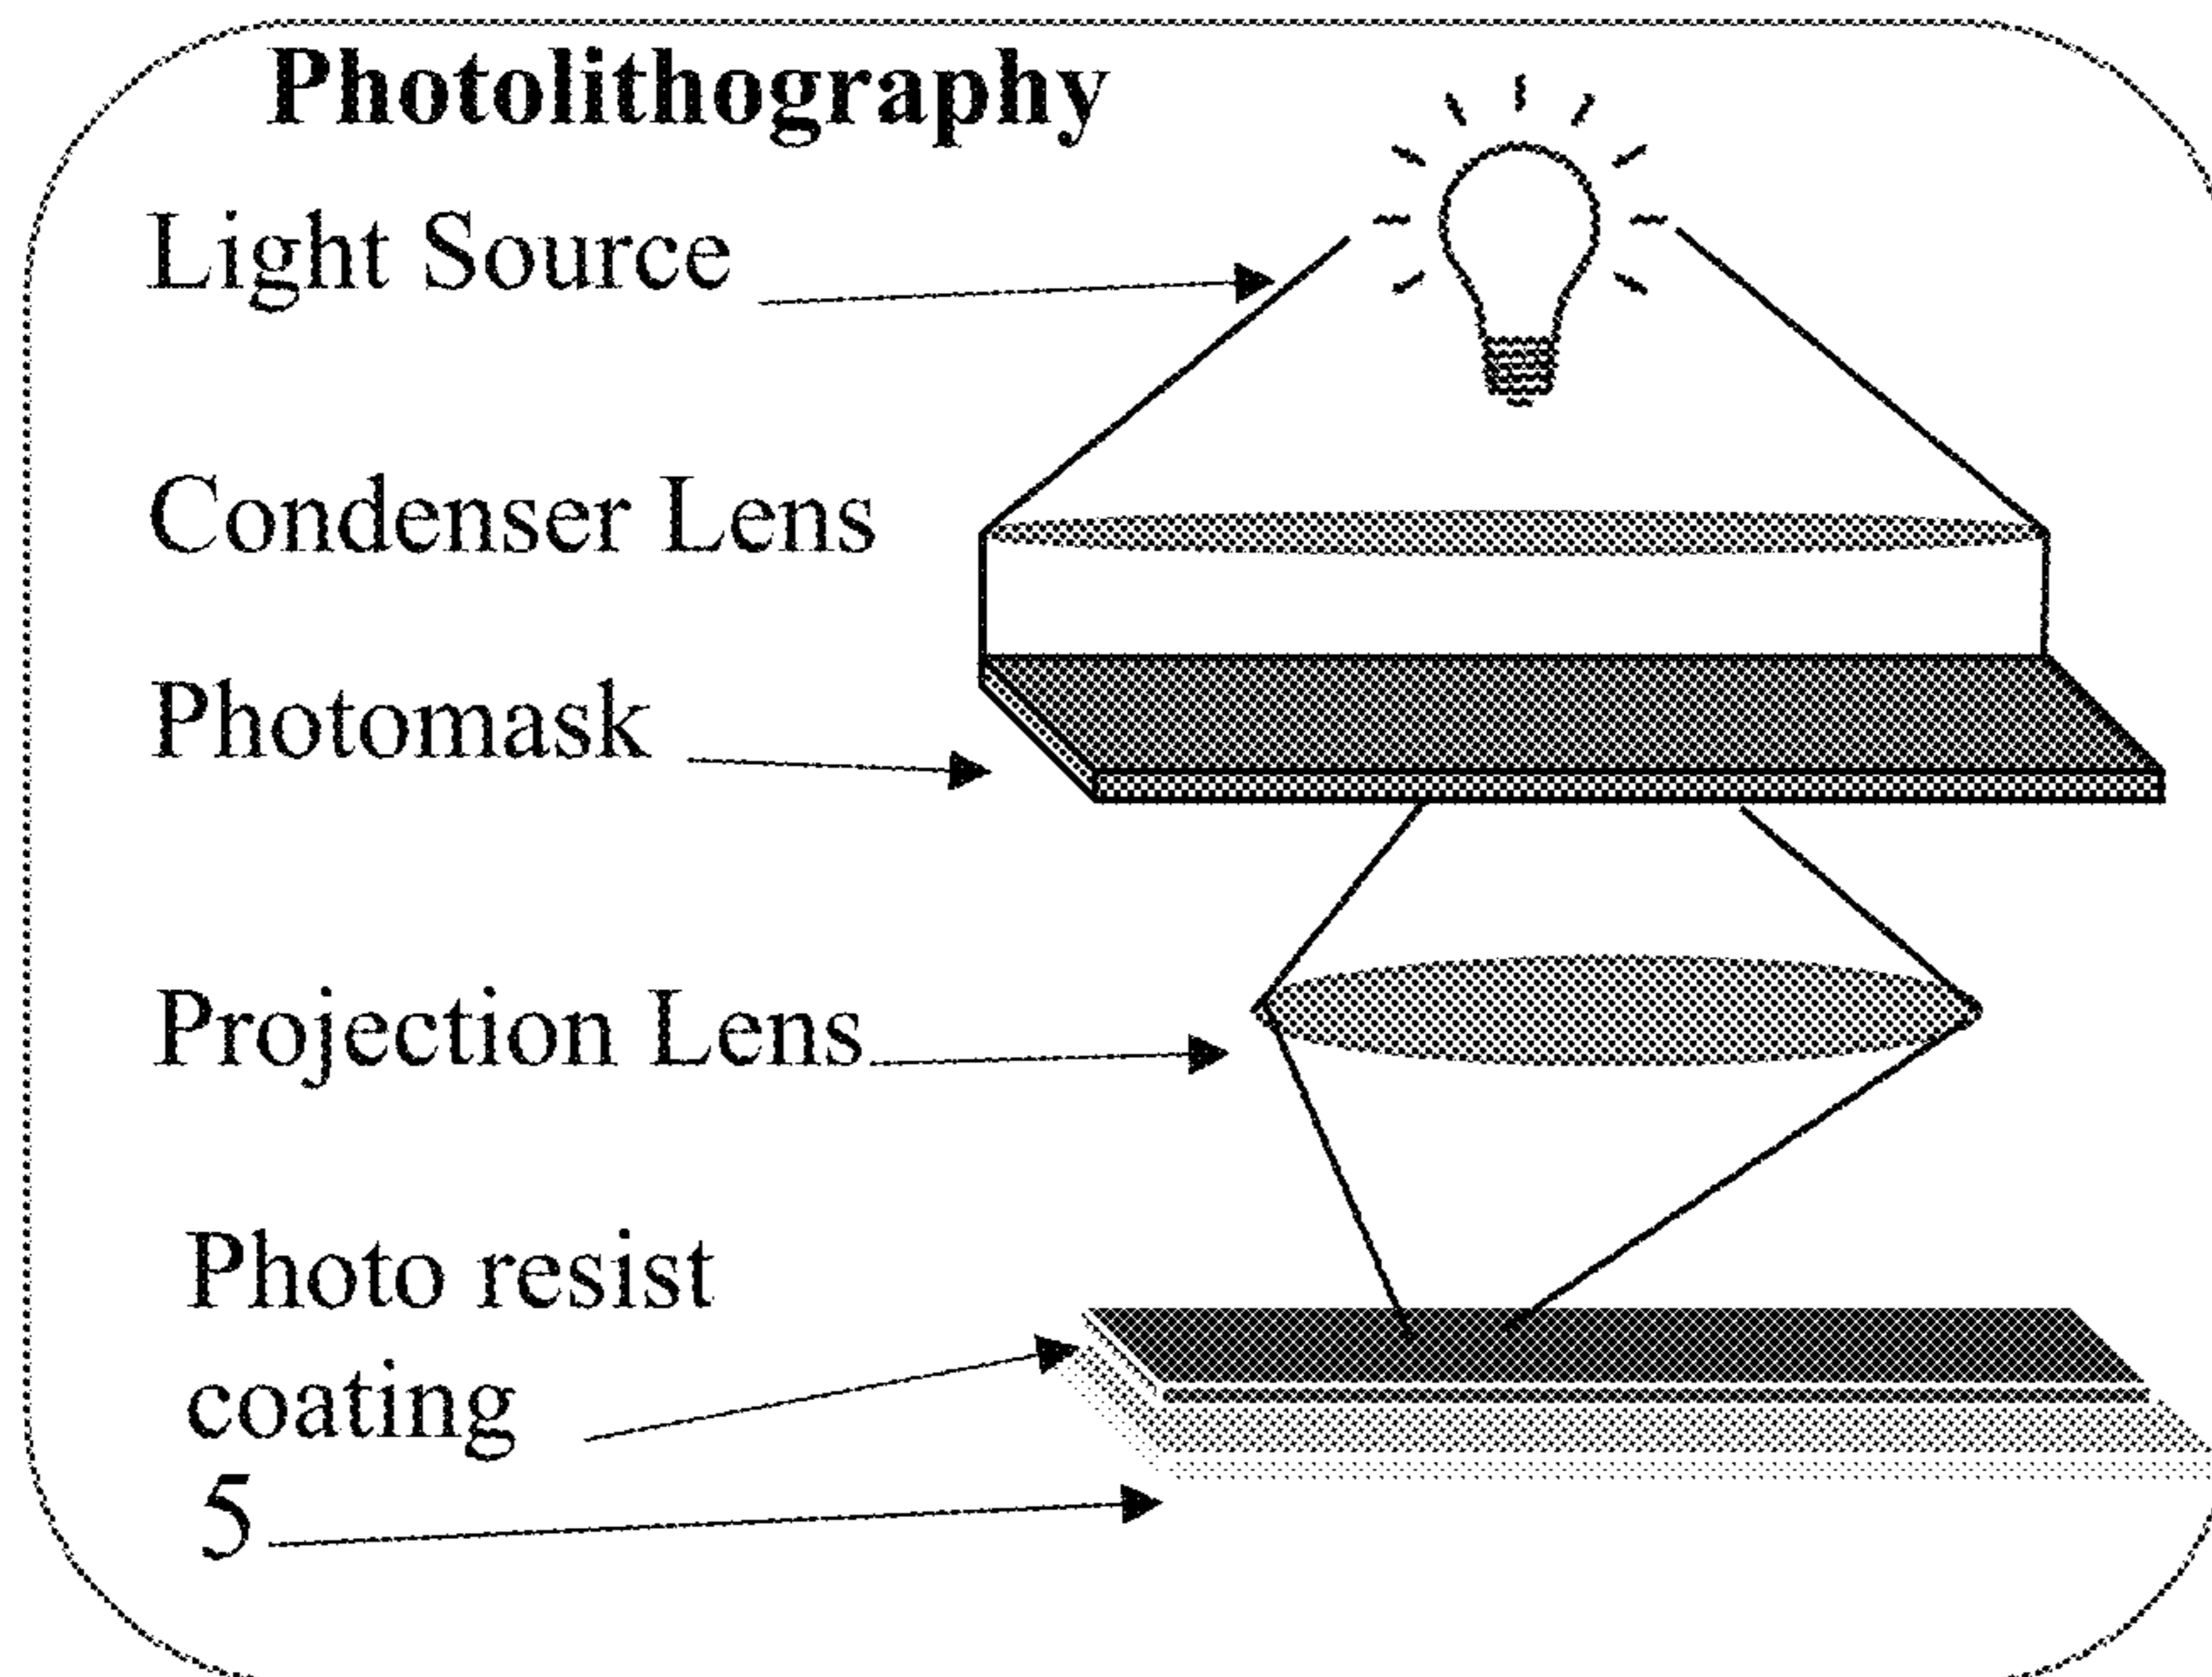 Photolithography
Light Source
Condenser Lens
Photomask
Projection Lens
Photo resist
coating
5